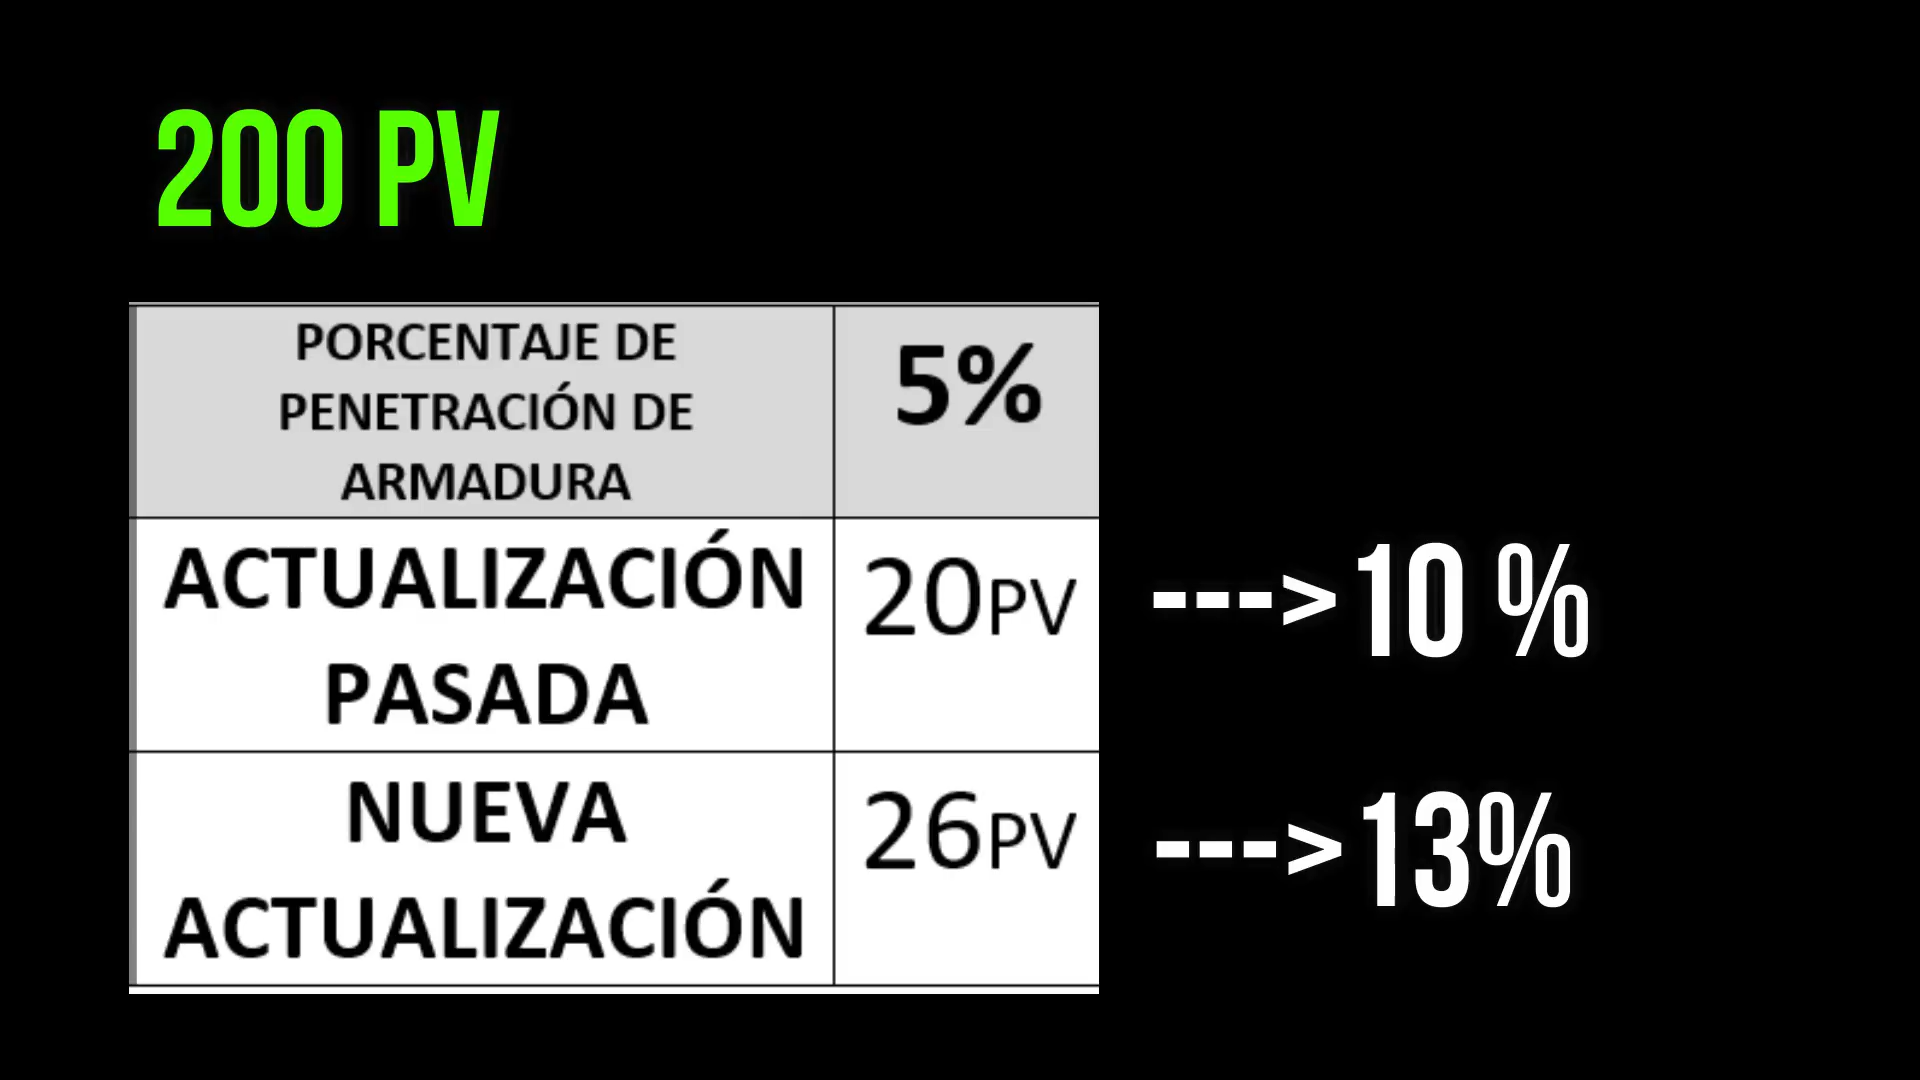 200 PV
PORCENTAJE DE
PENETRACIÓN DE
ARMADURA
5%
ACTUALIZACIÓN
PASADA
20PV
--->10 %
NUEVA
ACTUALIZACIÓN
26PV
--->13%